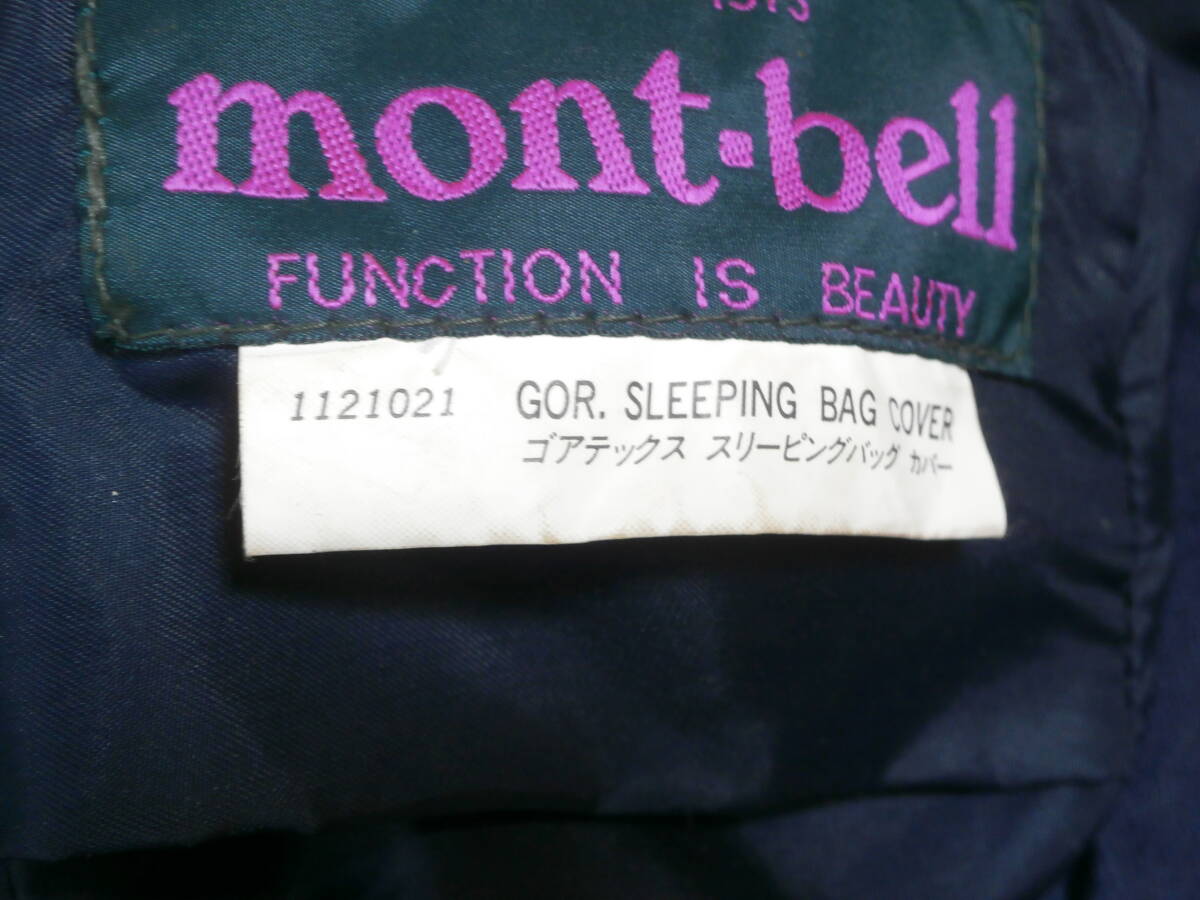 mont-bell
FUNCTION IS BEAUTY
1121021 GOR. SLEEPING BAG COVER
ゴアテックス スリーピングバッグ カバー